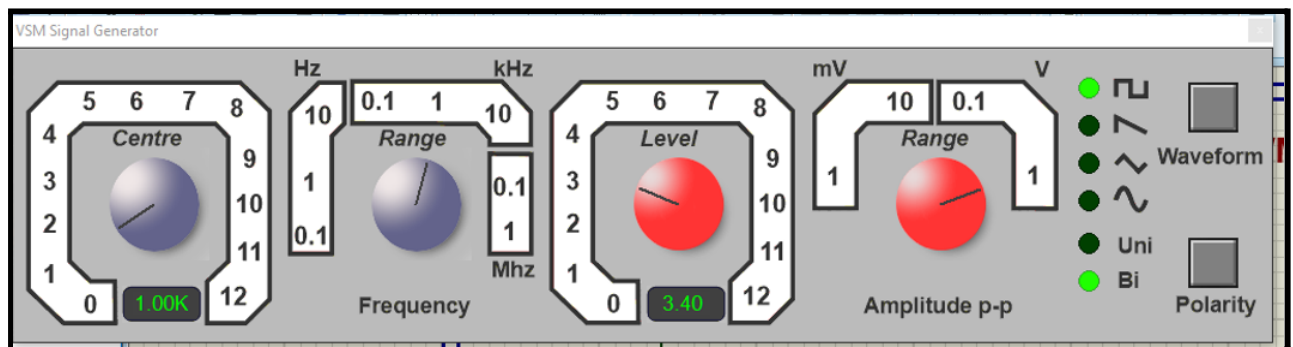 VSM Signal Generator
x
Hz kHz mV V
5 6 7 8 10 0.1 1 10 5 6 7 8 10 0.1
4 Centre Range 4 Level Range Waveform
3 9 1 0.1 3 9 1 1
2 10 0.1 1 2 10
1 11 Mhz 1 11 Uni
0 1.00K 12 Frequency 0 3.40 12 Amplitude p-p Bi Polarity